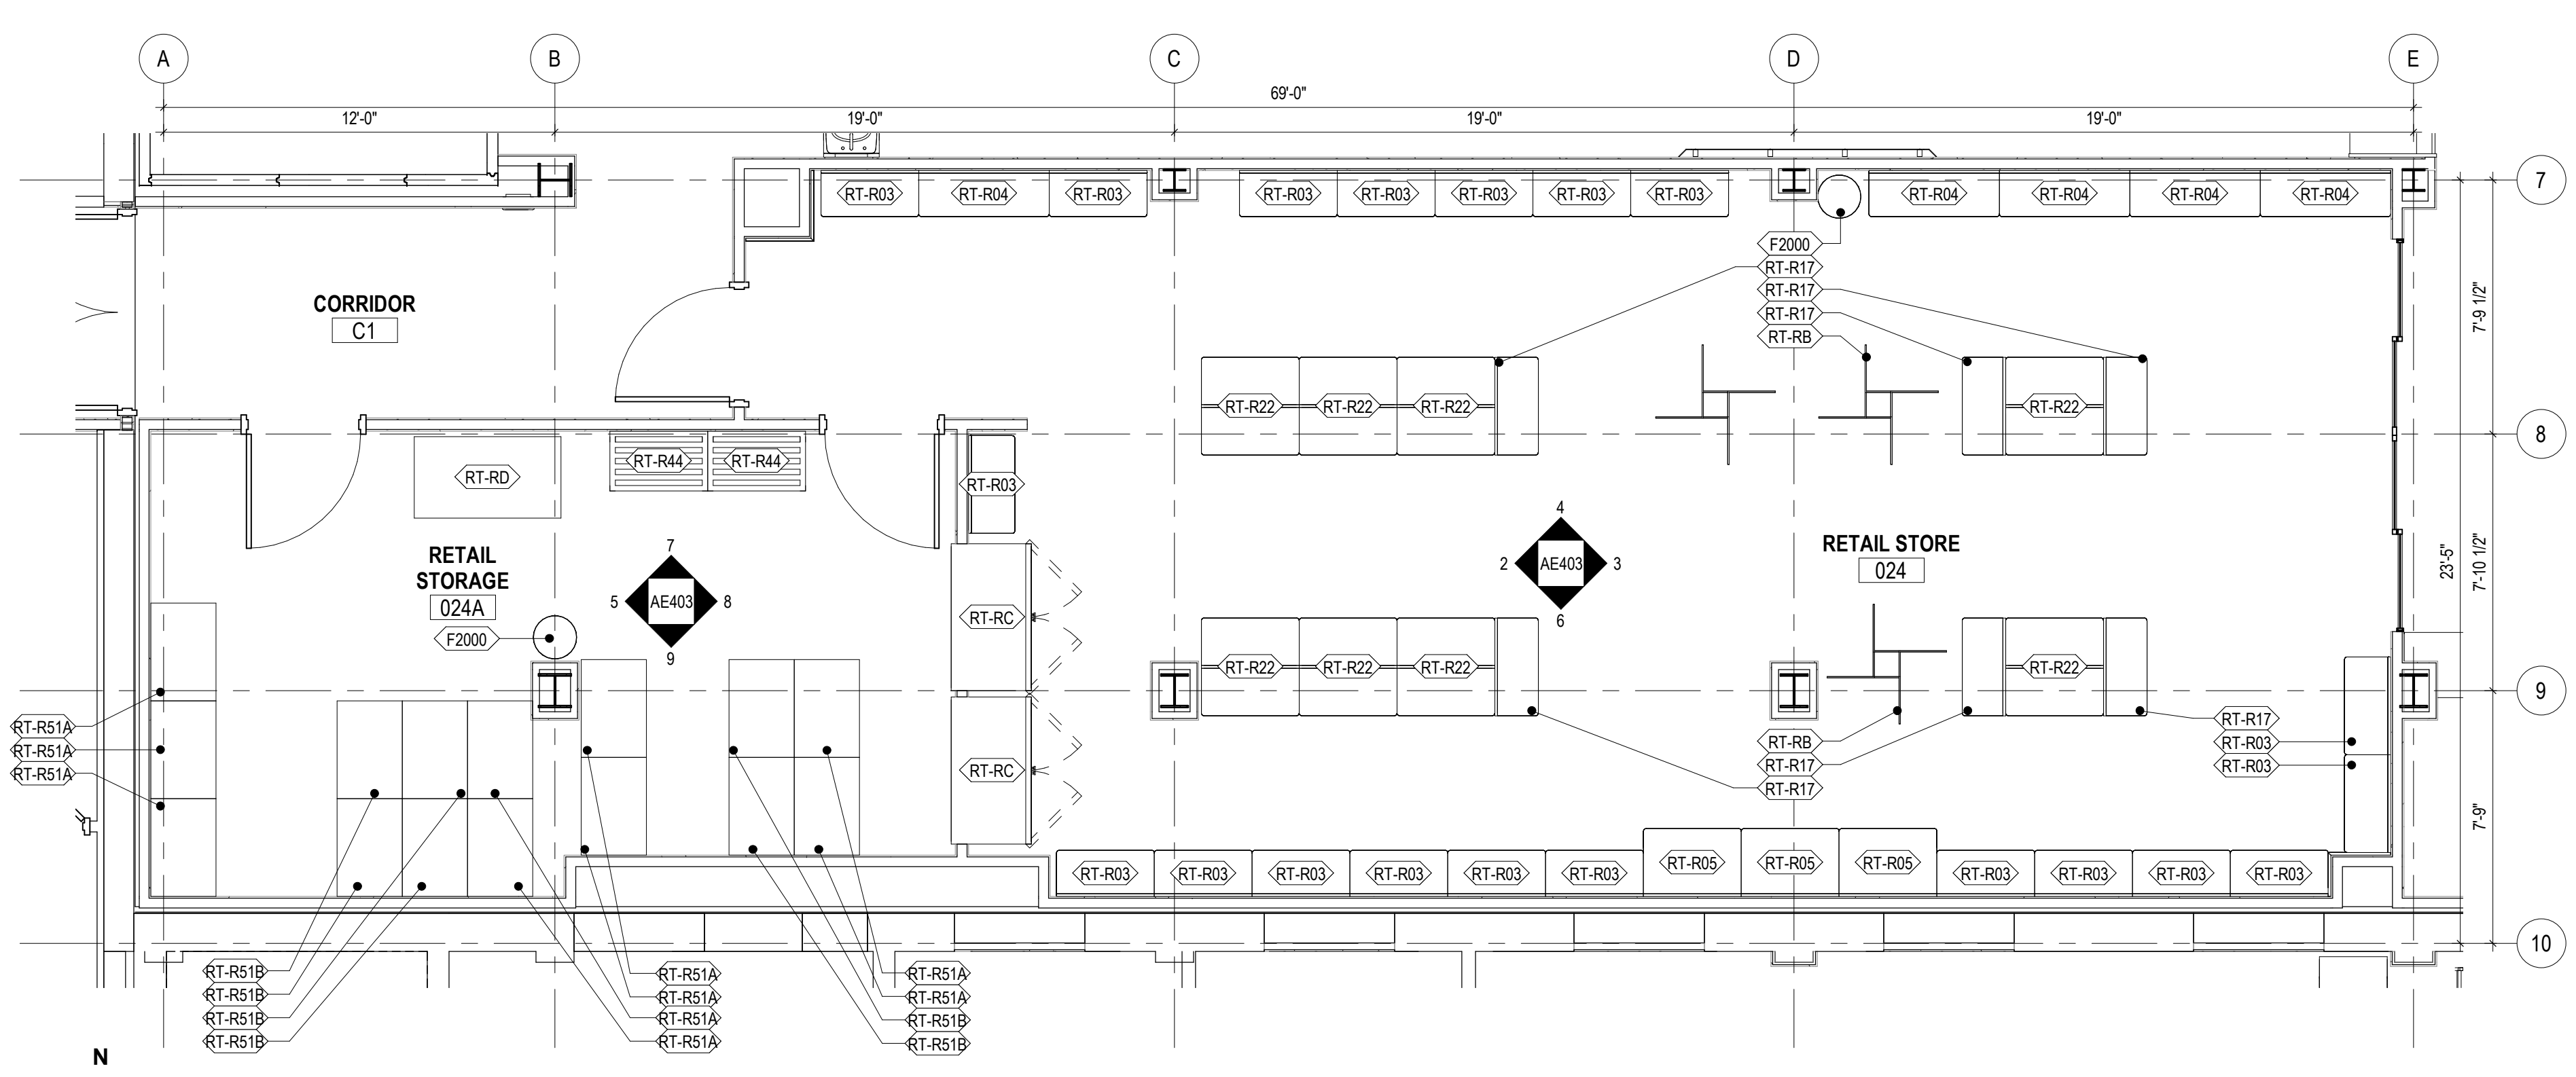 A
B
C
D
E
69'-0"
12'-0"
19'-0"
19'-0"
19'-0"
7
RT-R03
RT-R04
RT-R03
RT-R03
RT-R03
RT-R03
RT-R03
RT-R03
RT-R04
RT-R04
RT-R04
RT-R04
F2000
RT-R17
RT-R17
RT-R17
RT-RB
CORRIDOR
C1
7'-9 1/2"
RT-R22
RT-R22
RT-R22
RT-R22
8
RT-RD
RT-R44
RT-R44
RT-R03
RETAIL
STORAGE
024A
F2000
7
5
AE403
8
9
4
2
AE403
3
6
RETAIL STORE
024
23'-5"
7'-10 1/2"
RT-RC
RT-RC
RT-R22
RT-R22
RT-R22
RT-R22
9
RT-R51A
RT-R51A
RT-R51A
RT-RB
RT-R17
RT-R17
RT-R17
RT-R03
RT-R03
7'-9"
RT-R03
RT-R03
RT-R03
RT-R03
RT-R03
RT-R03
RT-R05
RT-R05
RT-R05
RT-R03
RT-R03
RT-R03
RT-R03
10
RT-R51B
RT-R51B
RT-R51B
RT-R51B
RT-R51A
RT-R51A
RT-R51A
RT-R51A
RT-R51A
RT-R51A
RT-R51B
RT-R51B
N